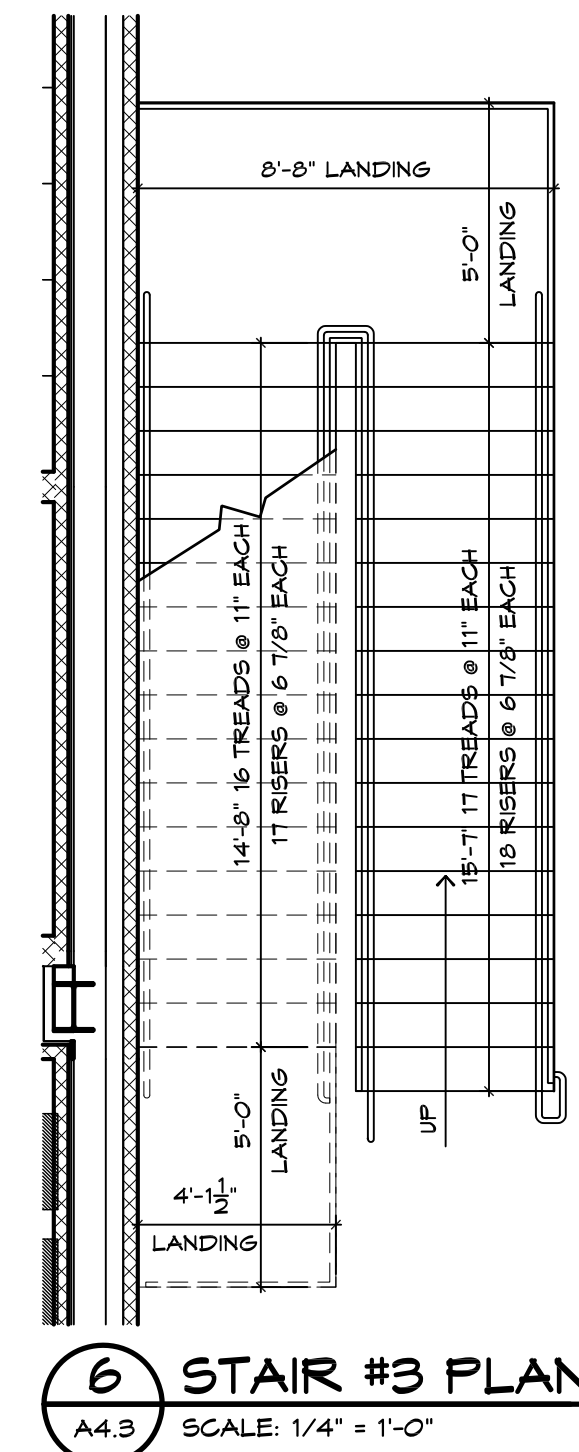 8'-8" LANDING
5'-0"
LANDING
14'-8" 16 TREADS @ 11" EACH
17 RISERS @ 6 7/8" EACH
15'-7' 17 TREADS @ 11" EACH
18 RISERS @ 6 7/8" EACH
UP
5'-0"
LANDING
4'-1 1/2"
LANDING
6
A4.3
STAIR #3 PLAN
SCALE: 1/4" = 1'-0"